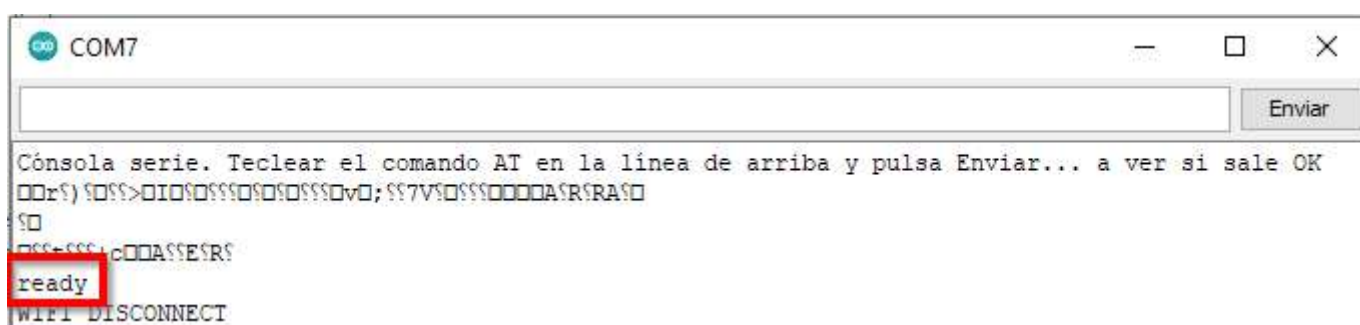 COM7
Enviar
Cónsola serie. Teclear el comando AT en la línea de arriba y pulsa Enviar... a ver si sale OK
ready
WIFI DISCONNECT